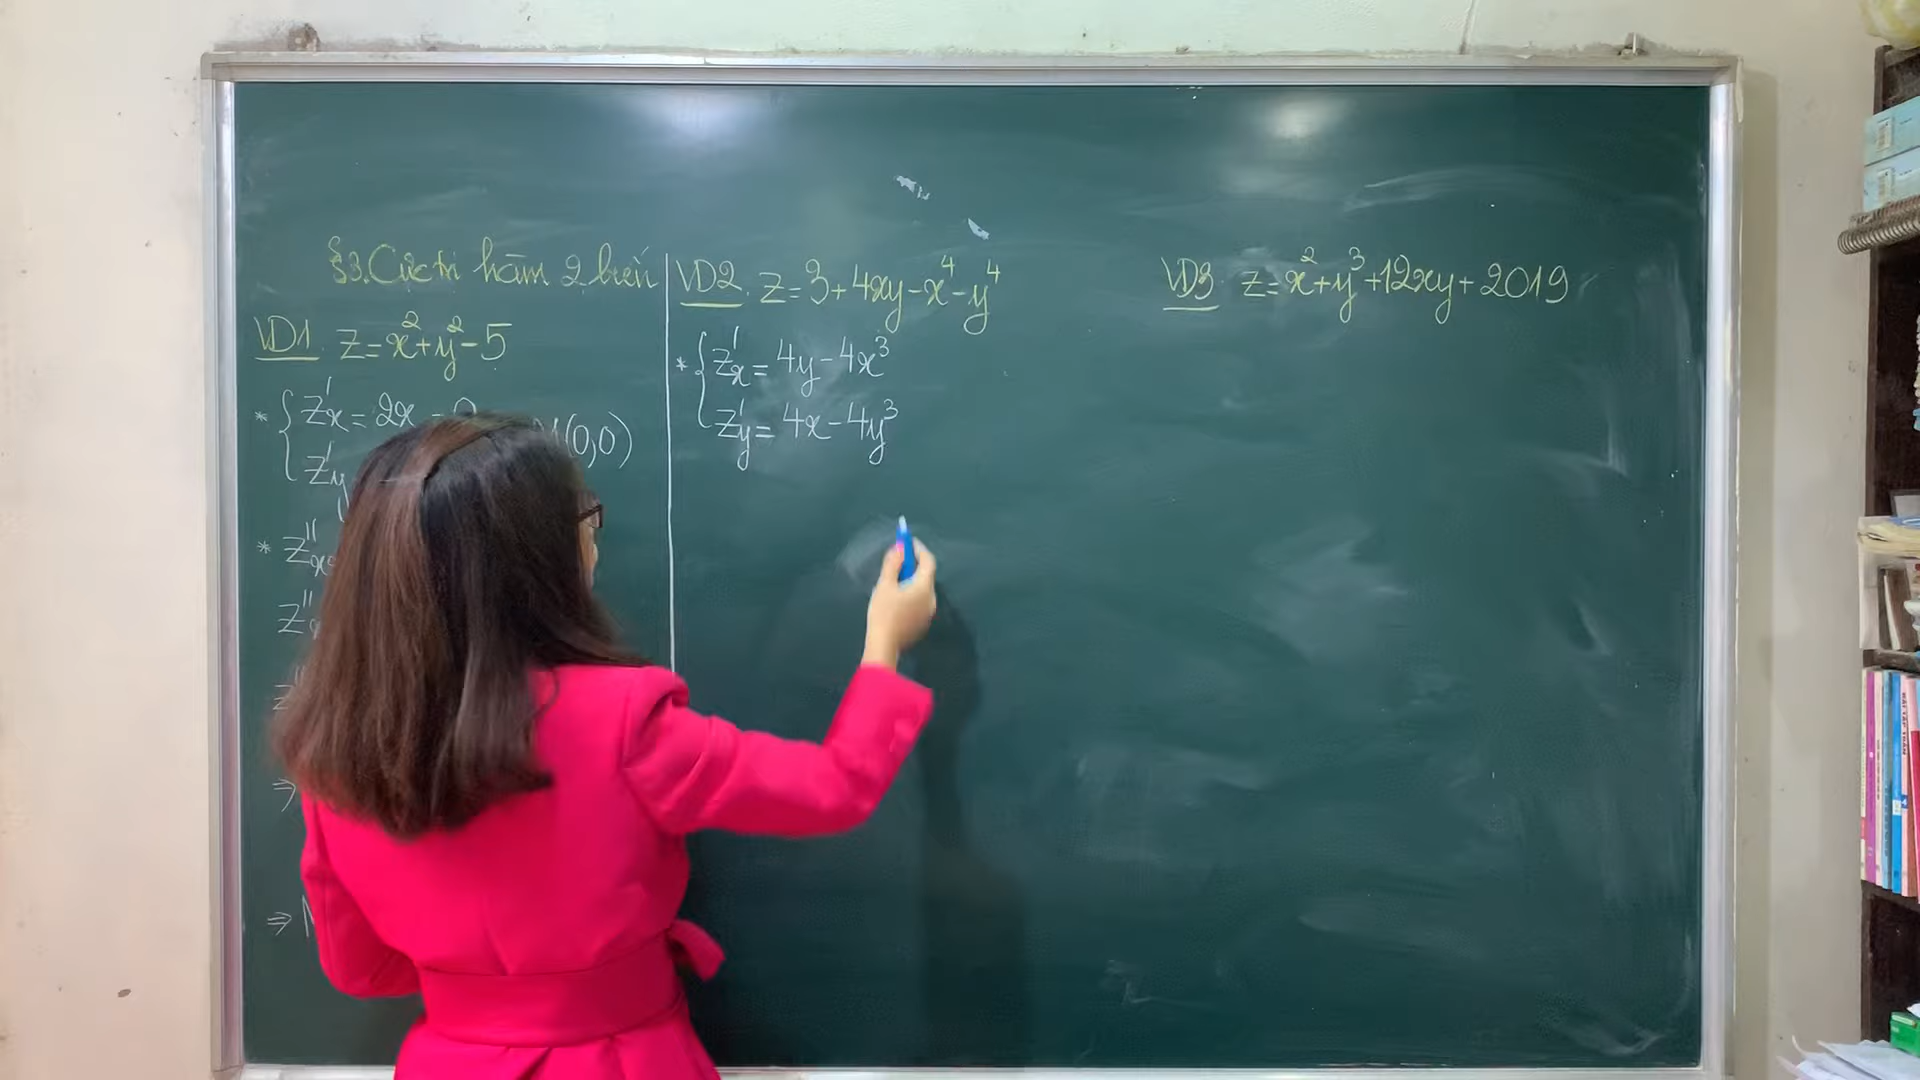 §3. Cực trị hàm 2 biến
VD1. z = x² + y² - 5
* { z'x = 2x = 0
(0,0)
z'y
* z''xx
z''
⇒
⇒
VD2. z = 3 + 4xy - x⁴ - y⁴
* { z'x = 4y - 4x³
z'y = 4x - 4y³
VD3. z = x² + y³ + 12xy + 2019